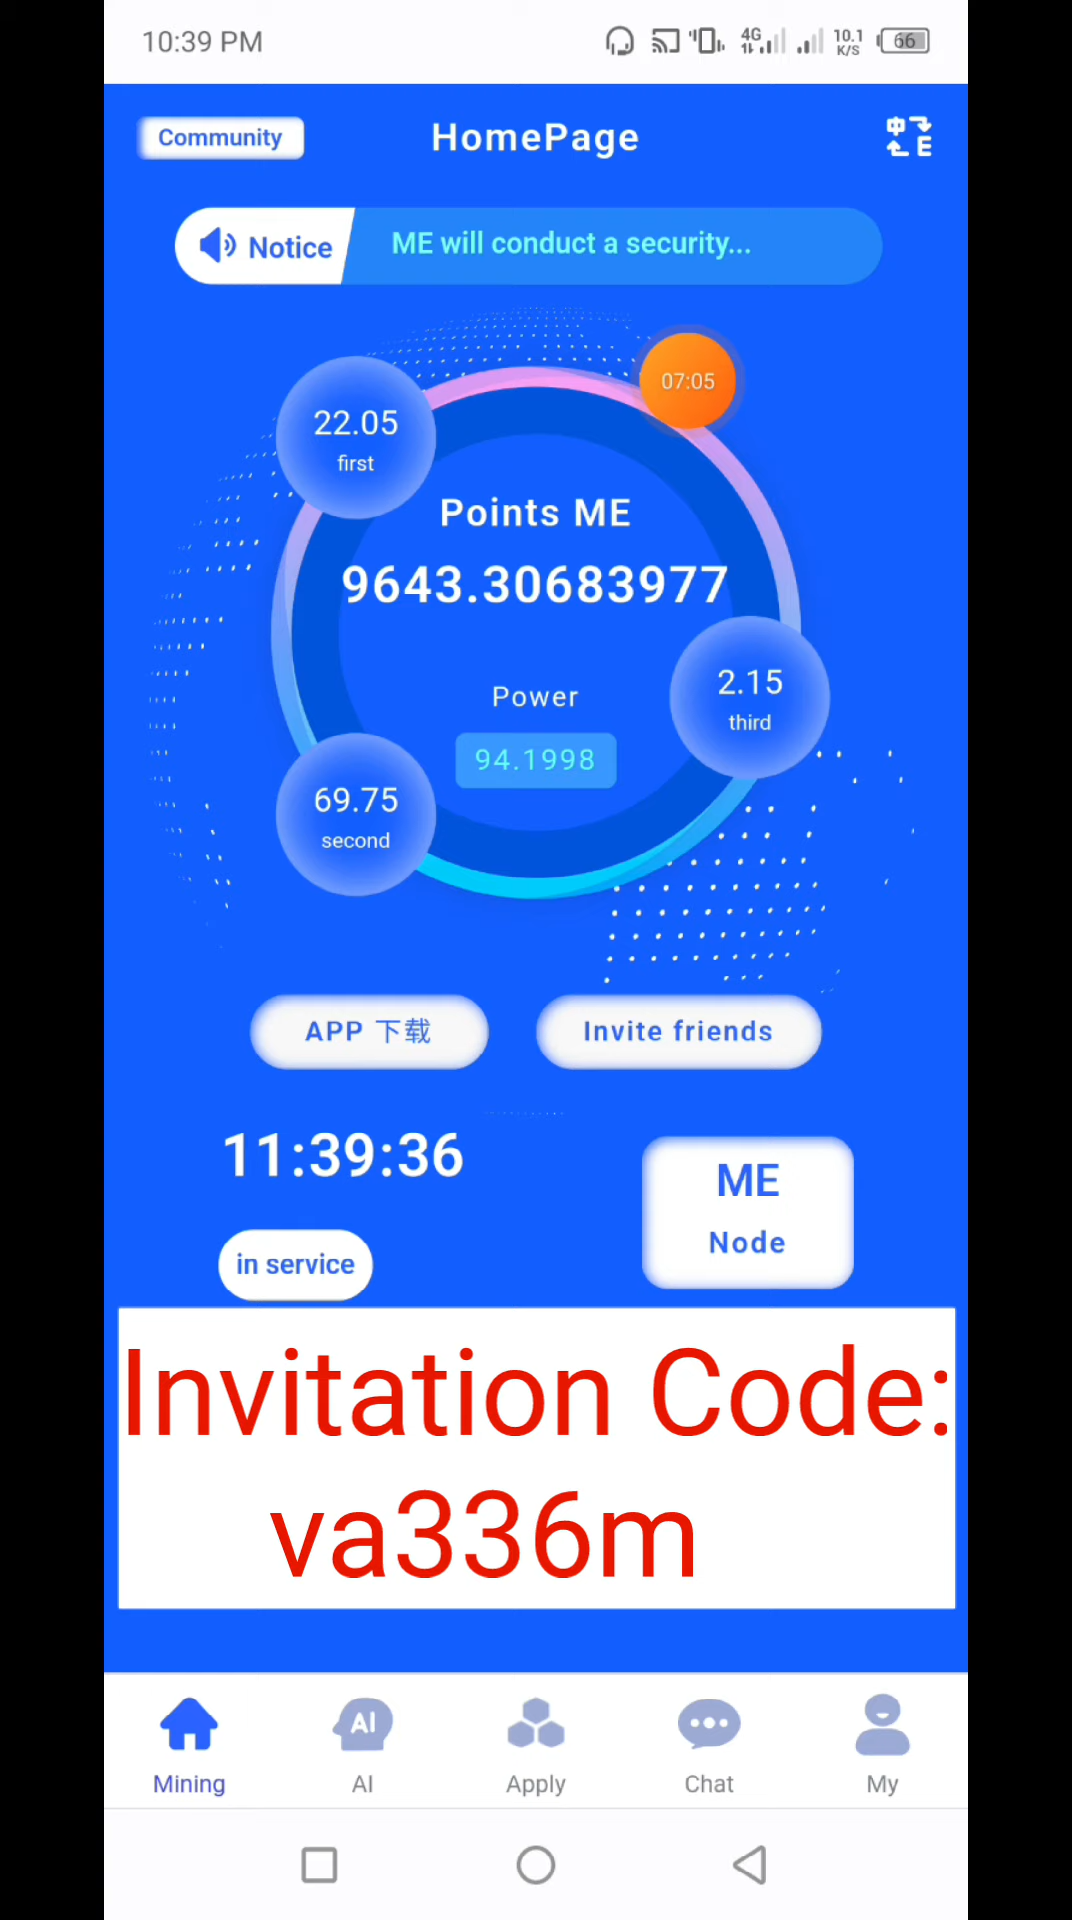 10:39 PM
4G
10.1
K/S
66
Community
HomePage
中
E
Notice
ME will conduct a security...
07:05
22.05
first
Points ME
9643.30683977
2.15
third
Power
94.1998
69.75
second
APP 下载
Invite friends
11:39:36
ME
Node
in service
Invitation Code:
va336m
AI
Mining
AI
Apply
Chat
My